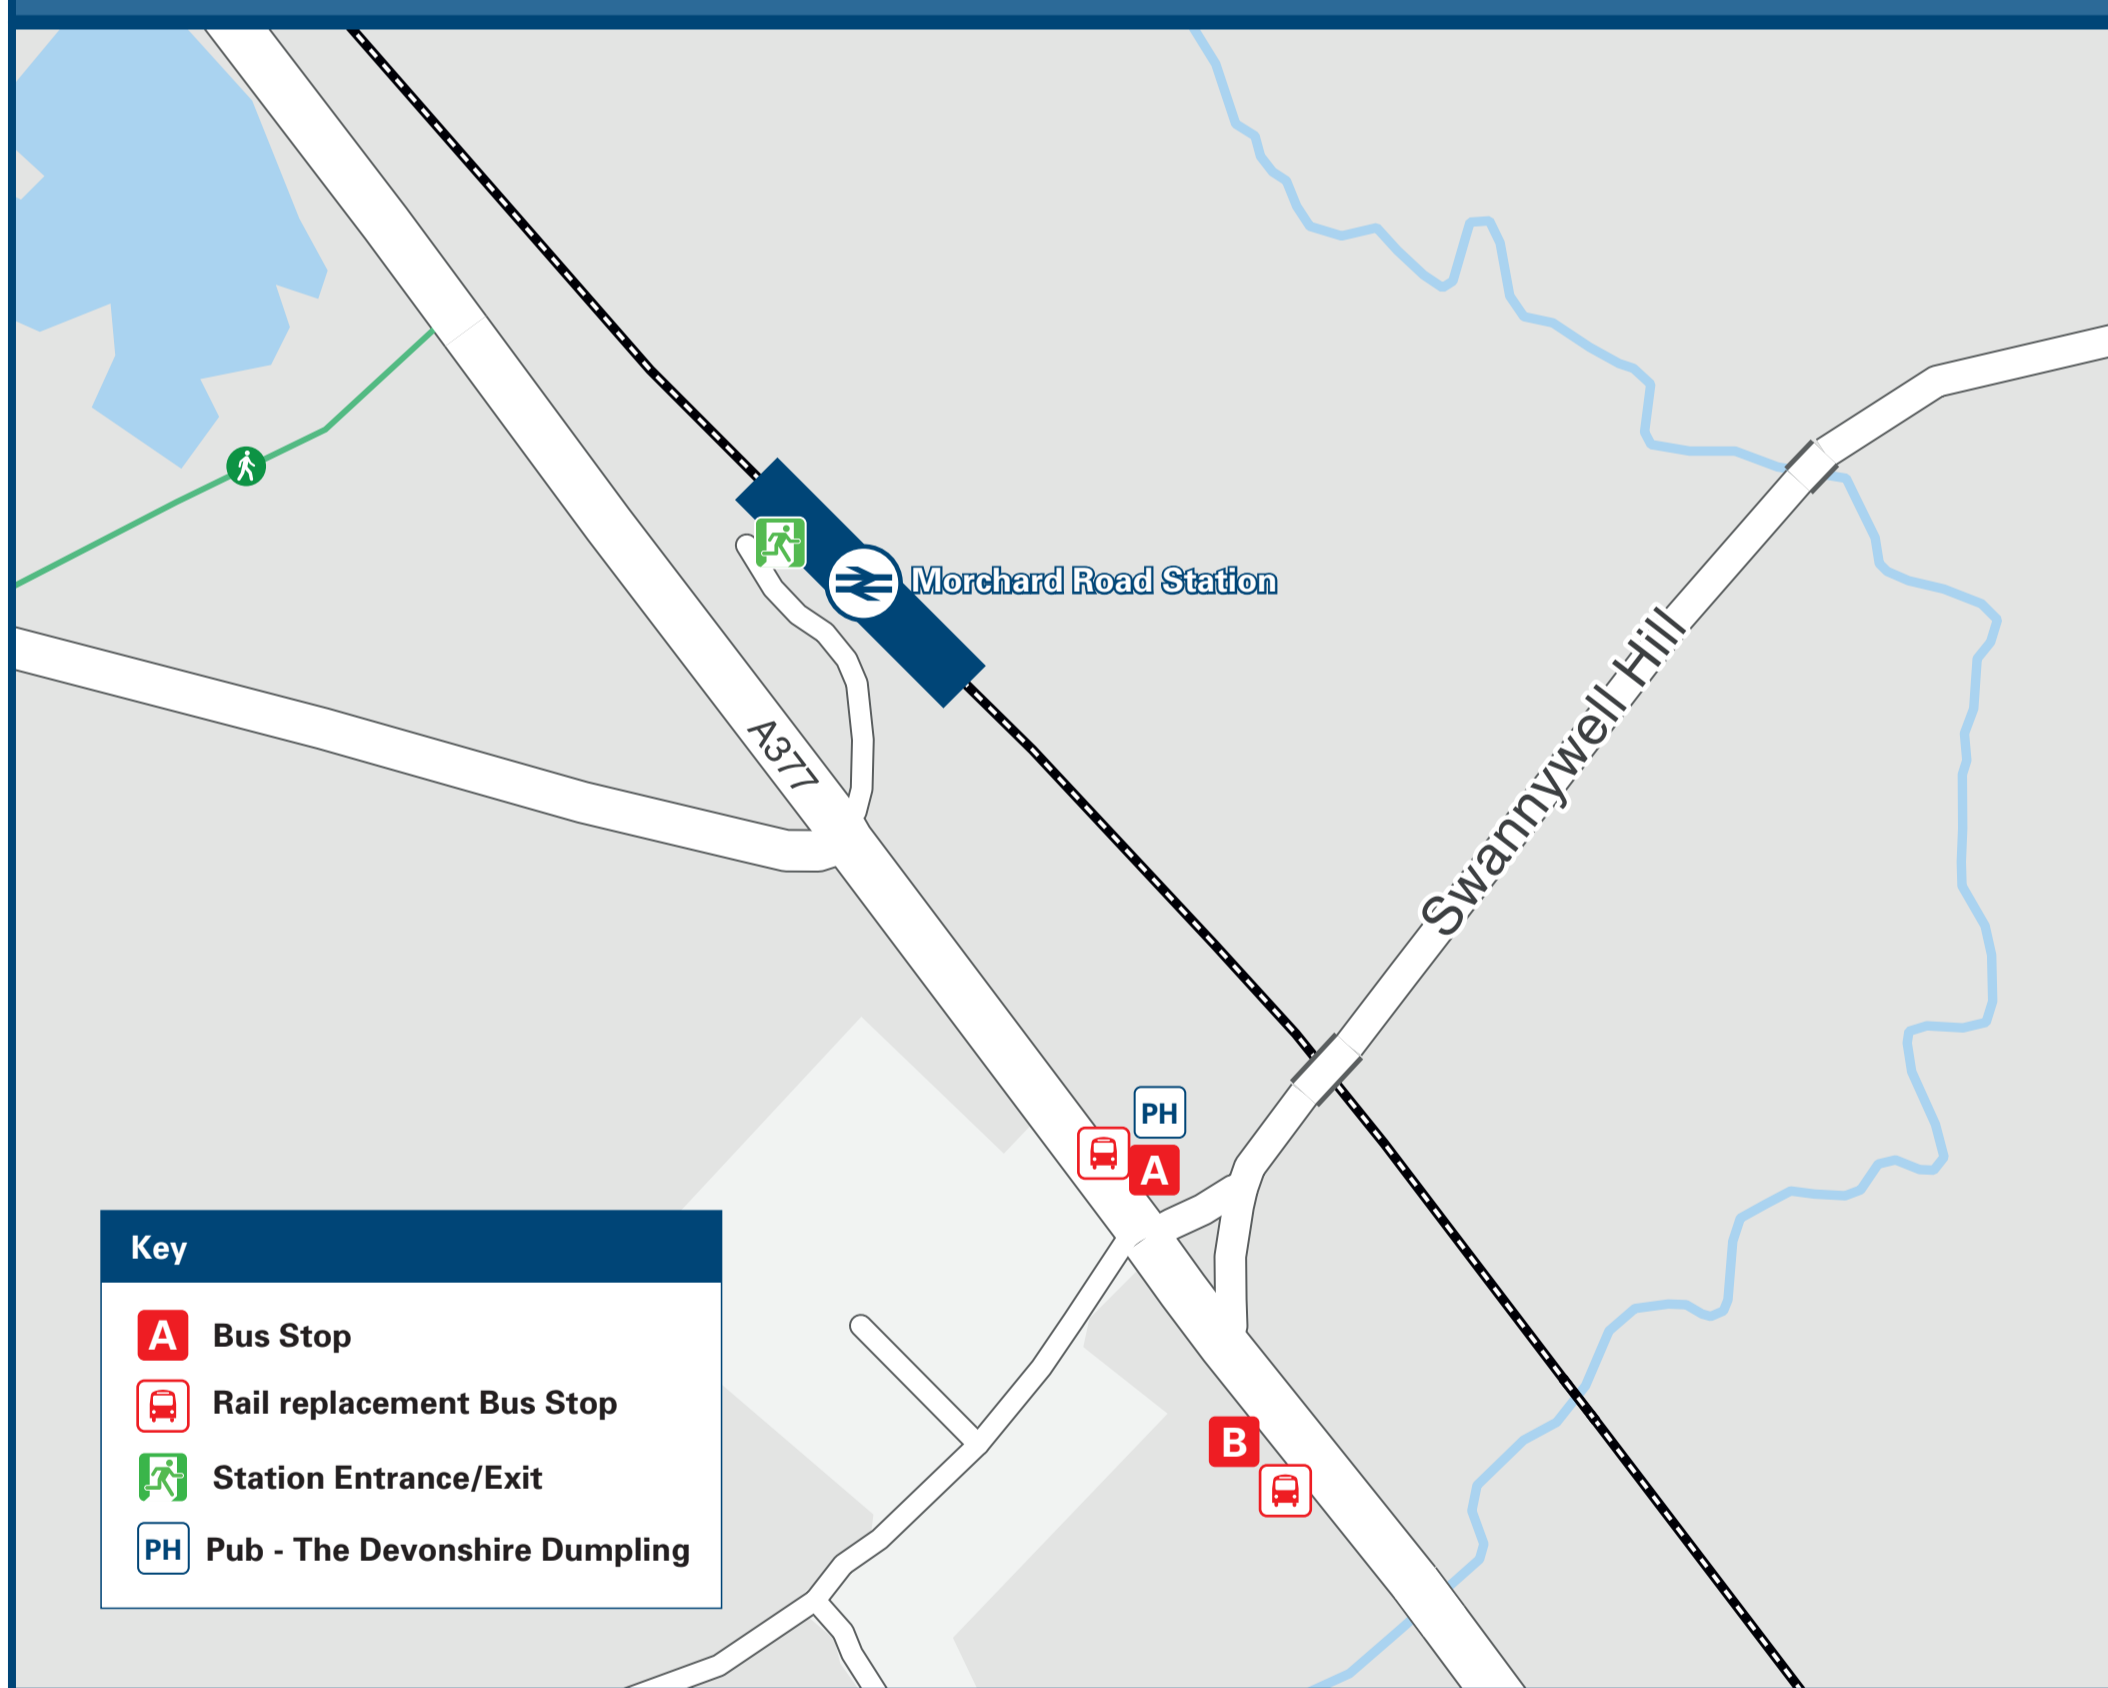 Morchard Road Station
A377
Swannywell Hill
PH
A
B
Key
A Bus Stop
Rail replacement Bus Stop
Station Entrance/Exit
PH Pub - The Devonshire Dumpling